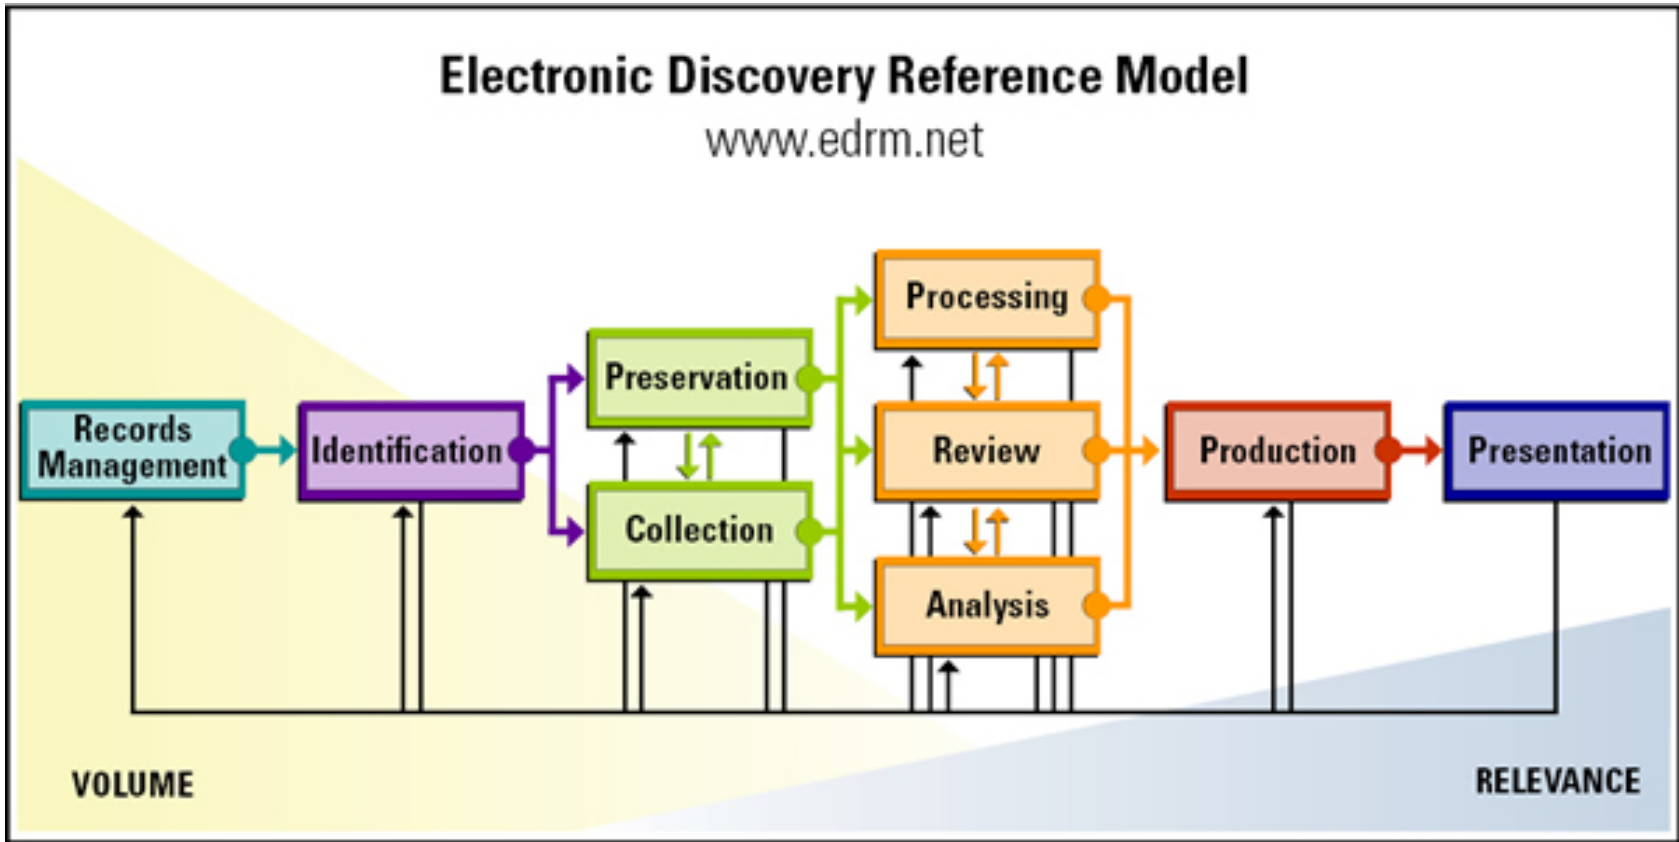 Electronic Discovery Reference Model
www.edrm.net
Records
Management
Identification
Preservation
Collection
Processing
Review
Analysis
Production
Presentation
VOLUME
RELEVANCE